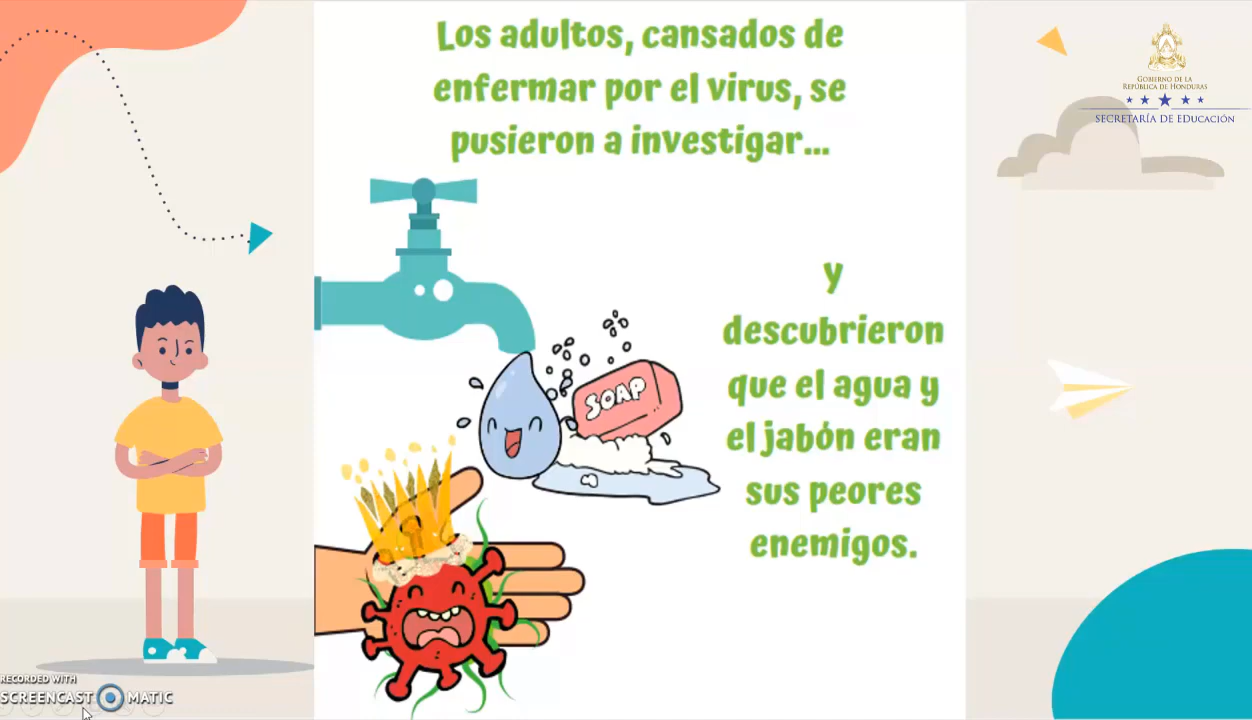 Los adultos, cansados de
enfermar por el virus, se
pusieron a investigar...
GOBIERNO DE LA
REPÚBLICA DE HONDURAS
SECRETARÍA DE EDUCACIÓN
y
descubrieron
que el agua y
el jabón eran
sus peores
enemigos.
SOAP
RECORDED WITH
SCREENCAST MATIC